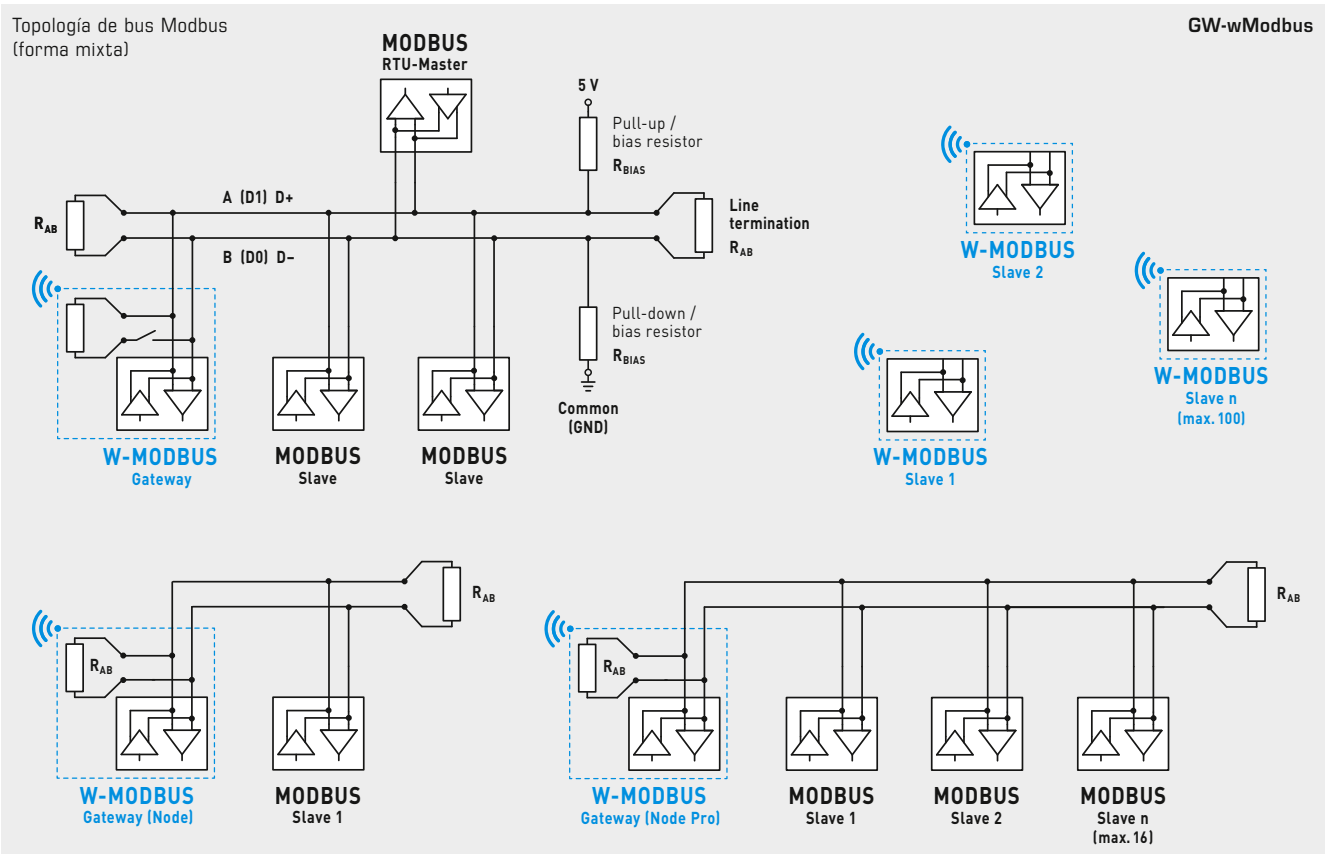 Topología de bus Modbus
(forma mixta)
GW-wModbus
MODBUS
RTU-Master
5 V
Pull-up /
bias resistor
RBIAS
A (D1) D+
RAB
B (D0) D–
Line
termination
RAB
Pull-down /
bias resistor
RBIAS
Common
(GND)
W-MODBUS
Gateway
MODBUS
Slave
MODBUS
Slave
W-MODBUS
Slave 2
W-MODBUS
Slave n
(max. 100)
W-MODBUS
Slave 1
RAB
RAB
W-MODBUS
Gateway (Node)
MODBUS
Slave 1
RAB
RAB
W-MODBUS
Gateway (Node Pro)
MODBUS
Slave 1
MODBUS
Slave 2
MODBUS
Slave n
(max. 16)